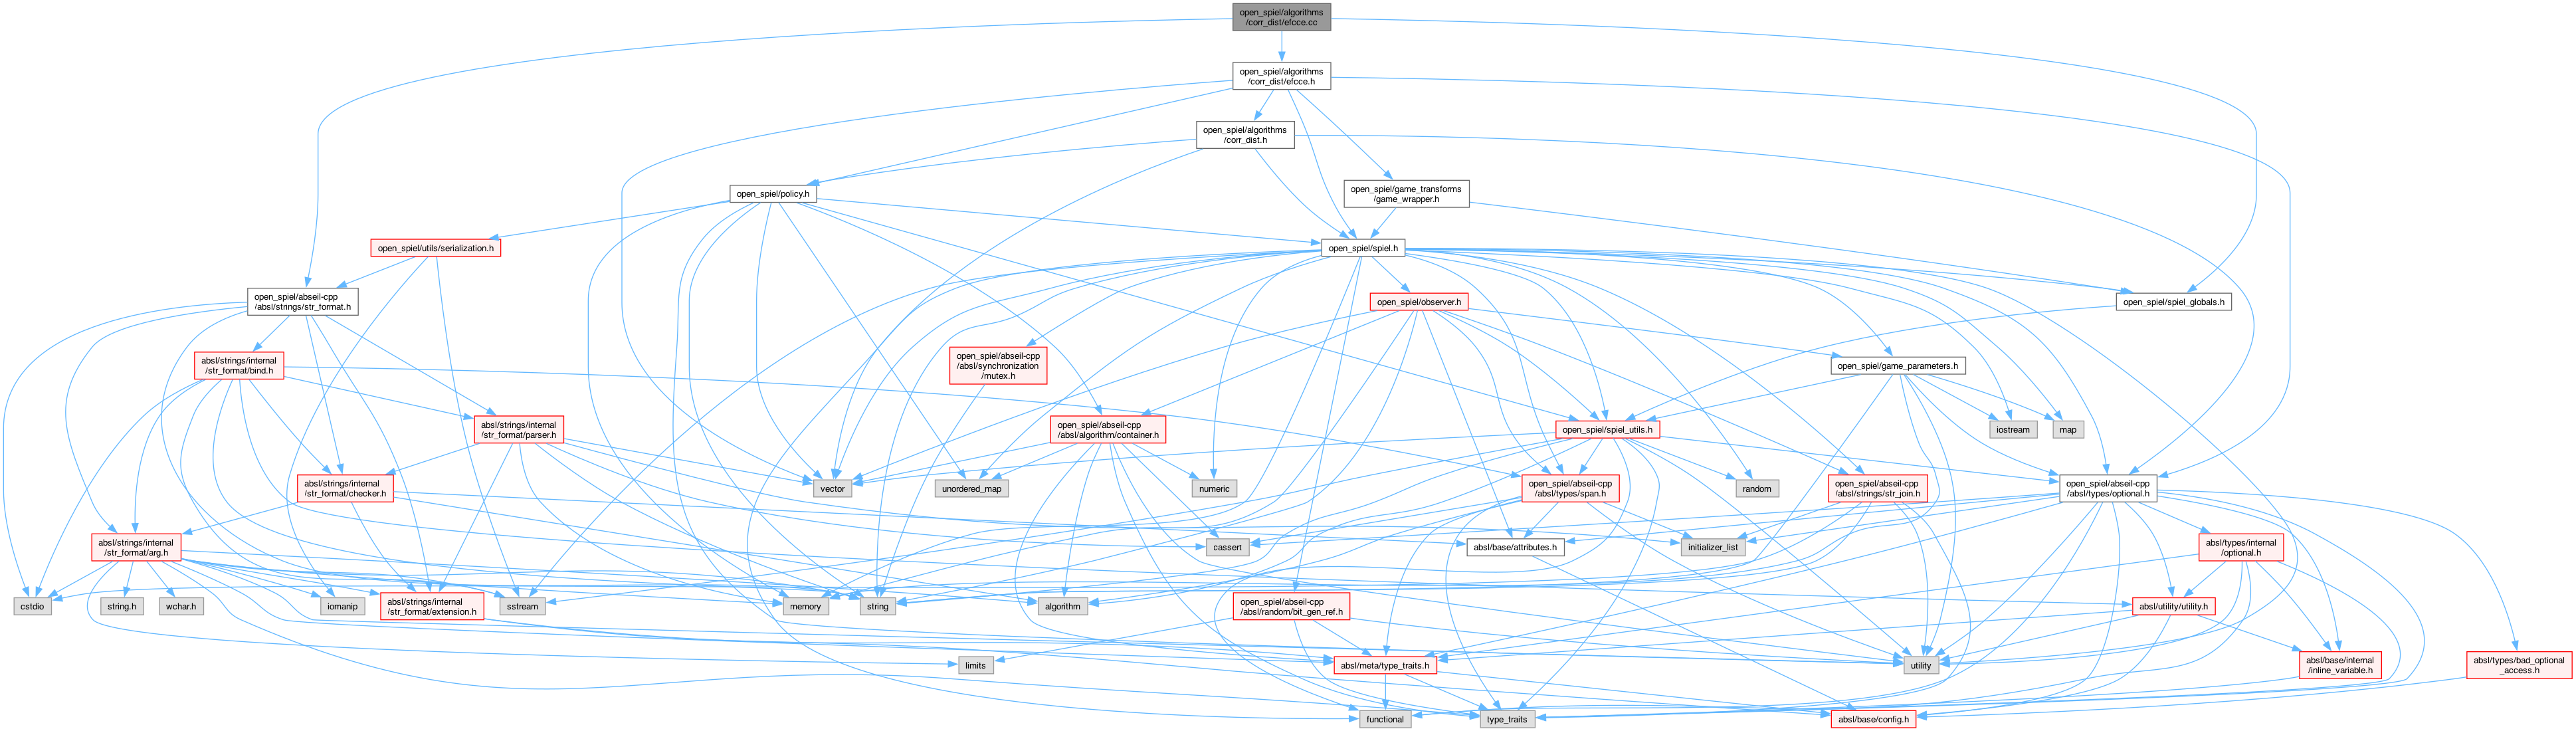 open_spiel/algorithms
/corr_dist/efcce.cc
open_spiel/algorithms
/corr_dist/efcce.h
open_spiel/algorithms
/corr_dist.h
open_spiel/policy.h
open_spiel/game_transforms
/game_wrapper.h
open_spiel/utils/serialization.h
open_spiel/spiel.h
open_spiel/abseil-cpp
/absl/strings/str_format.h
open_spiel/observer.h
open_spiel/spiel_globals.h
absl/strings/internal
/str_format/bind.h
open_spiel/abseil-cpp
/absl/synchronization
/mutex.h
open_spiel/game_parameters.h
absl/strings/internal
/str_format/parser.h
open_spiel/abseil-cpp
/absl/algorithm/container.h
open_spiel/spiel_utils.h
iostream
map
absl/strings/internal
/str_format/checker.h
vector
unordered_map
numeric
open_spiel/abseil-cpp
/absl/types/span.h
random
open_spiel/abseil-cpp
/absl/strings/str_join.h
open_spiel/abseil-cpp
/absl/types/optional.h
absl/strings/internal
/str_format/arg.h
cassert
absl/base/attributes.h
initializer_list
absl/types/internal
/optional.h
cstdio
string.h
wchar.h
iomanip
absl/strings/internal
/str_format/extension.h
sstream
memory
string
algorithm
open_spiel/abseil-cpp
/absl/random/bit_gen_ref.h
absl/utility/utility.h
limits
absl/meta/type_traits.h
utility
absl/base/internal
/inline_variable.h
absl/types/bad_optional
_access.h
functional
type_traits
absl/base/config.h